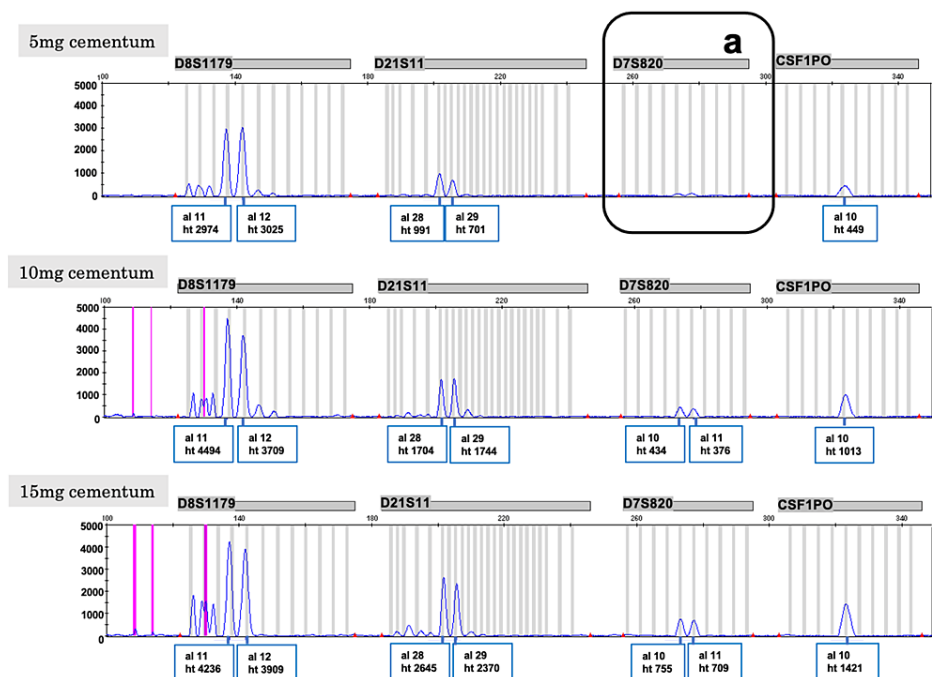 5mg cementum
a
D8S1179 D21S11 D7S820 CSF1PO
100 140 180 220 260 300 340
5000
4000
3000
2000
1000
0
al 11 al 12 al 28 al 29 al 10
ht 2974 ht 3025 ht 991 ht 701 ht 449
10mg cementum
D8S1179 D21S11 D7S820 CSF1PO
100 140 180 220 260 300 340
5000
4000
3000
2000
1000
0
al 11 al 12 al 28 al 29 al 10 al 11 al 10
ht 4494 ht 3709 ht 1704 ht 1744 ht 434 ht 376 ht 1013
15mg cementum
D8S1179 D21S11 D7S820 CSF1PO
100 140 180 220 260 300 340
5000
4000
3000
2000
1000
0
al 11 al 12 al 28 al 29 al 10 al 11 al 10
ht 4236 ht 3909 ht 2645 ht 2370 ht 755 ht 709 ht 1421